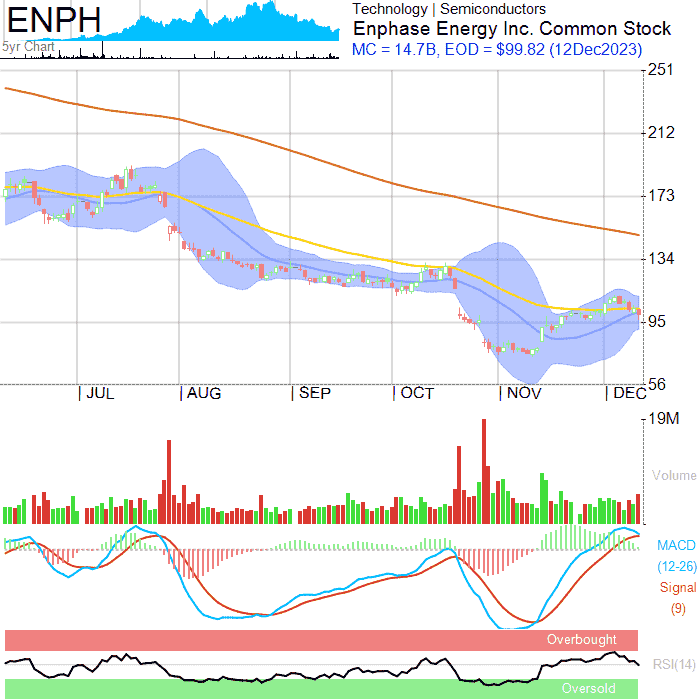 ENPH
5yr Chart
Technology | Semiconductors
Enphase Energy Inc. Common Stock
MC = 14.7B, EOD = $99.82 (12Dec2023)
251
212
173
134
95
56
JUL AUG SEP OCT NOV DEC
19M
Volume
MACD
(12-26)
Signal
(9)
Overbought
RSI(14)
Oversold